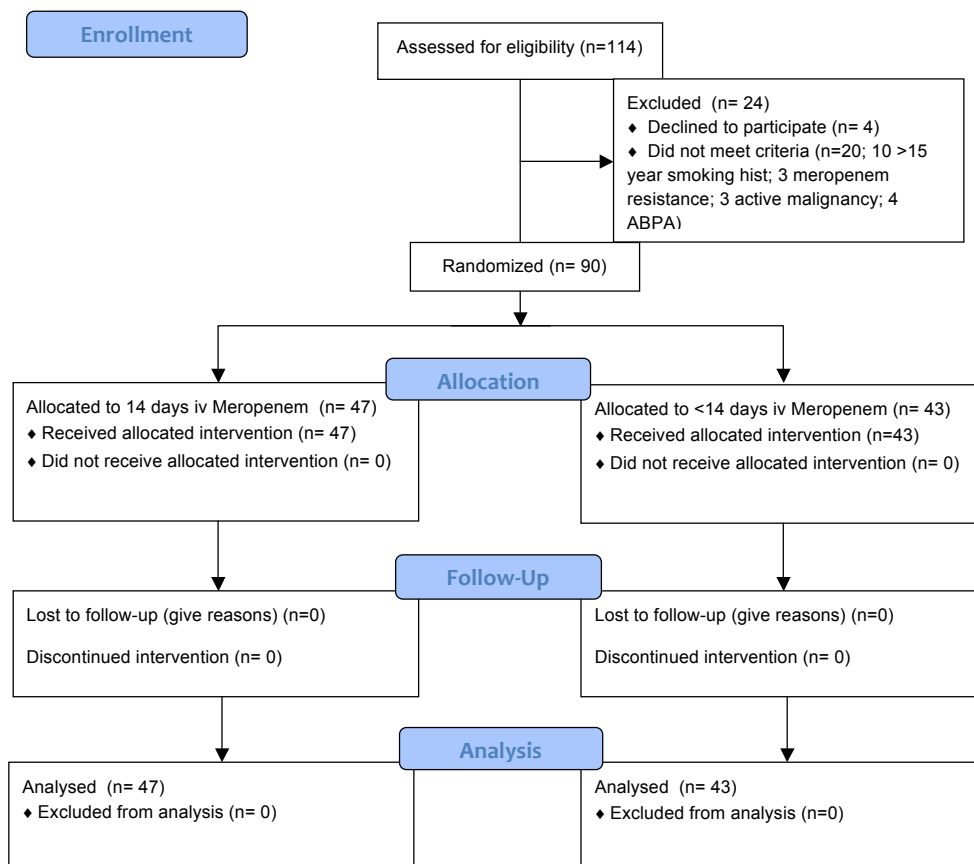 Enrollment
Assessed for eligibility (n=114)
Excluded (n= 24)
♦ Declined to participate (n= 4)
♦ Did not meet criteria (n=20; 10 >15
year smoking hist; 3 meropenem
resistance; 3 active malignancy; 4
ABPA)
Randomized (n= 90)
Allocation
Allocated to 14 days iv Meropenem (n= 47)
♦ Received allocated intervention (n= 47)
♦ Did not receive allocated intervention (n= 0)
Allocated to <14 days iv Meropenem (n= 43)
♦ Received allocated intervention (n=43)
♦ Did not receive allocated intervention (n= 0)
Follow-Up
Lost to follow-up (give reasons) (n=0)
Discontinued intervention (n= 0)
Lost to follow-up (give reasons) (n=0)
Discontinued intervention (n= 0)
Analysis
Analysed (n= 47)
♦ Excluded from analysis (n= 0)
Analysed (n= 43)
♦ Excluded from analysis (n=0)